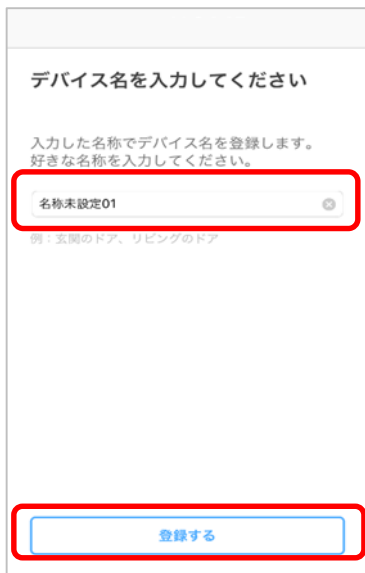 デバイス名を入力してください
入力した名称でデバイス名を登録します。
好きな名称を入力してください。
名称未設定01
例：玄関のドア、リビングのドア
登録する